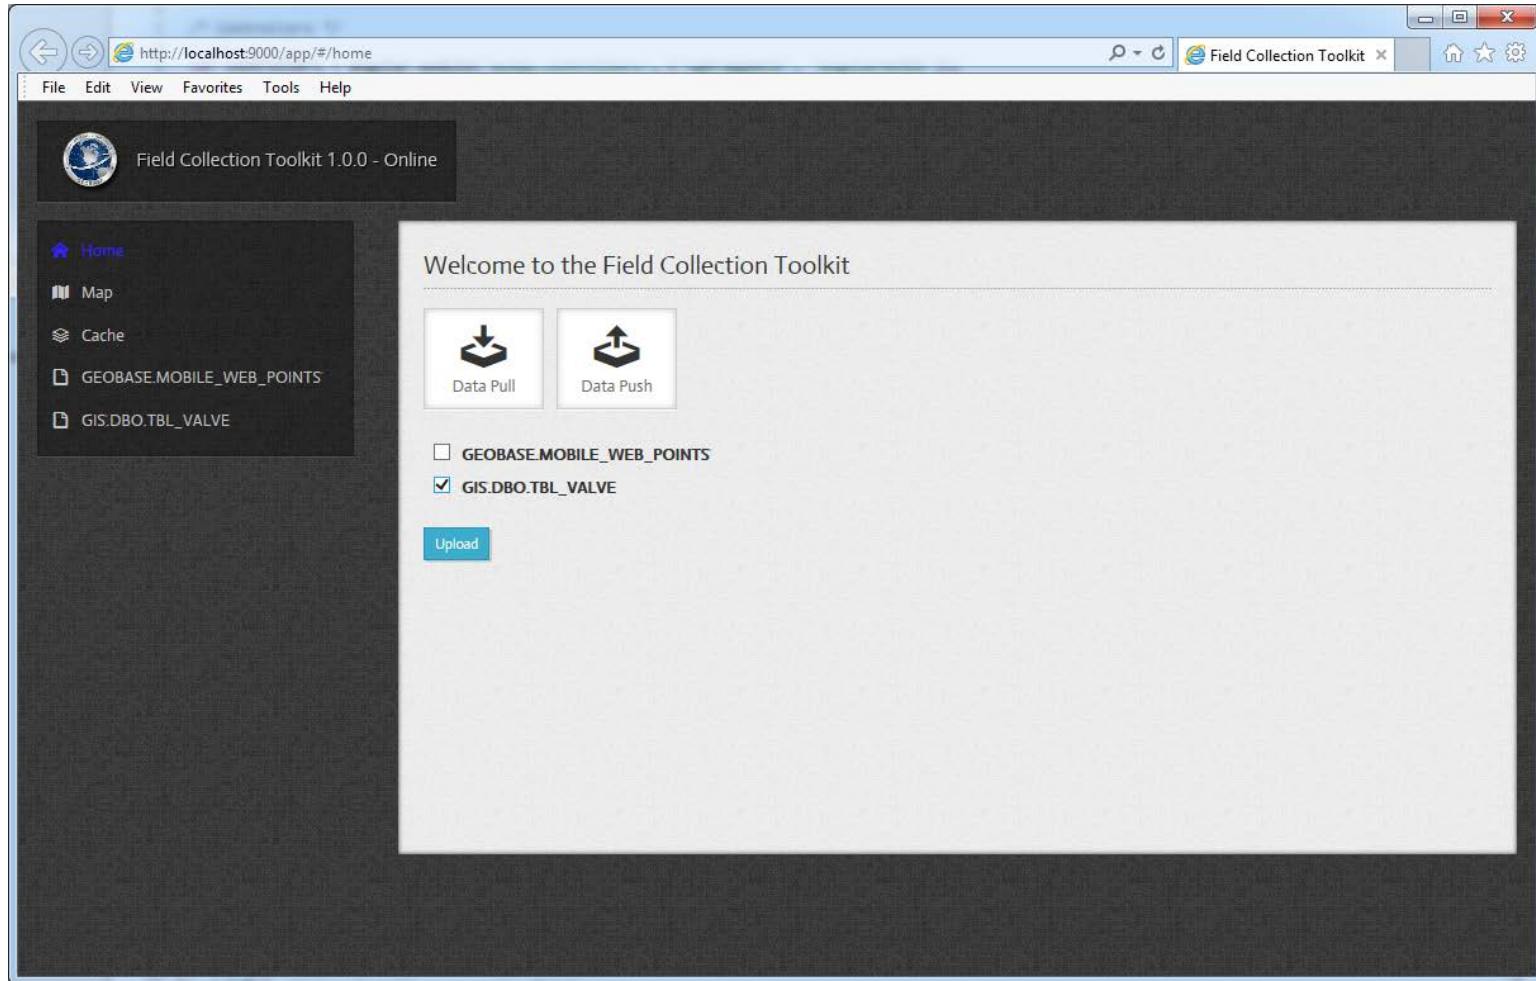 http://localhost:9000/app/#/home
Field Collection Toolkit
File Edit View Favorites Tools Help
Field Collection Toolkit 1.0.0 - Online
Home
Map
Cache
GEOBASE.MOBILE_WEB_POINTS
GIS.DBO.TBL_VALVE
Welcome to the Field Collection Toolkit
Data Pull
Data Push
GEOBASE.MOBILE_WEB_POINTS
GIS.DBO.TBL_VALVE
Upload